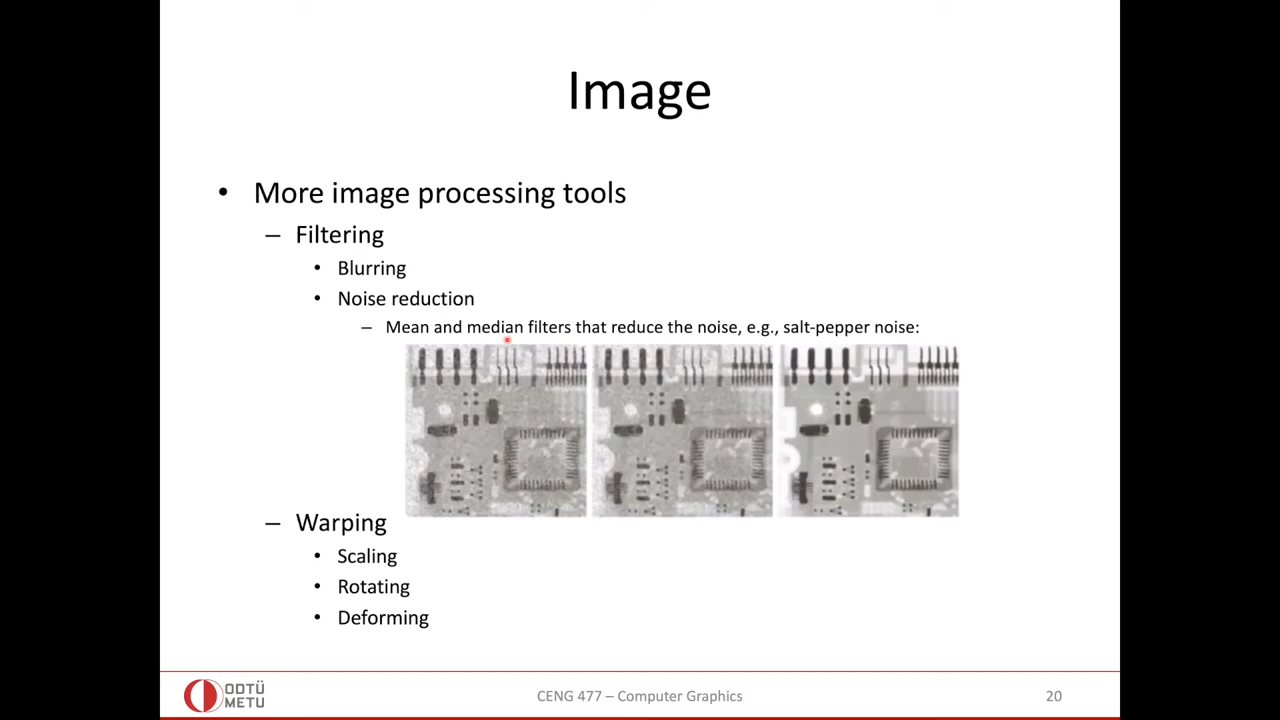 Image
• More image processing tools
– Filtering
• Blurring
• Noise reduction
– Mean and median filters that reduce the noise, e.g., salt-pepper noise:
– Warping
• Scaling
• Rotating
• Deforming
ODTÜ
METU
CENG 477 – Computer Graphics
20